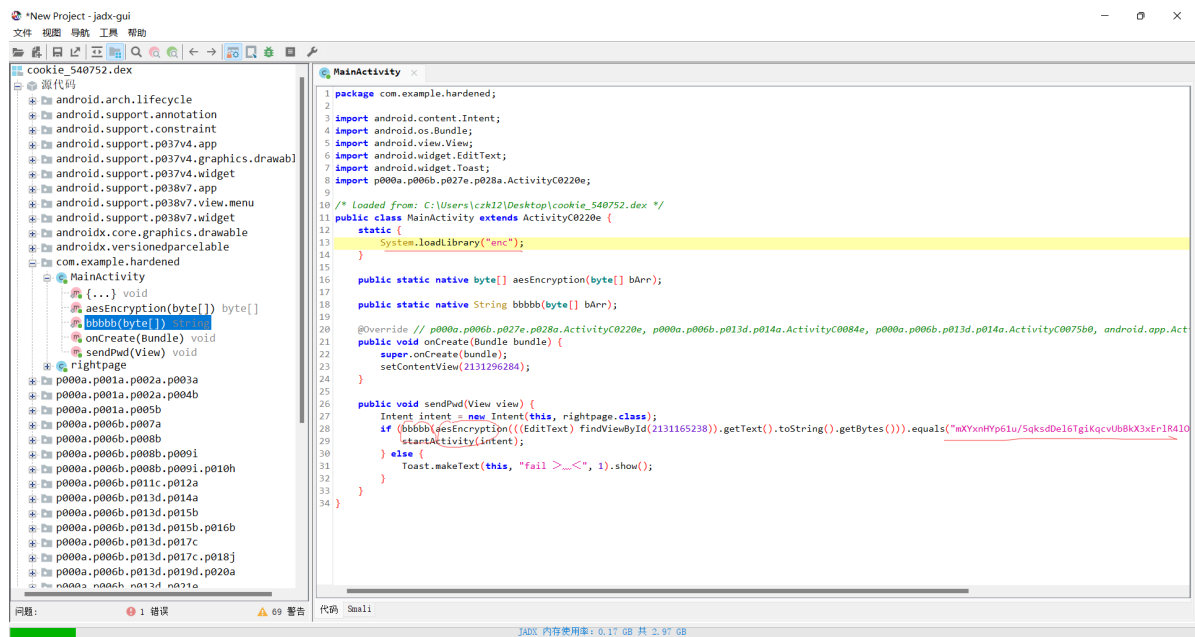 *New Project - jadx-gui
文件 视图 导航 工具 帮助
cookie_540752.dex
源代码
android.arch.lifecycle
android.support.annotation
android.support.constraint
android.support.p037v4.app
android.support.p037v4.graphics.drawabl
android.support.p037v4.widget
android.support.p038v7.app
android.support.p038v7.view.menu
android.support.p038v7.widget
androidx.core.graphics.drawable
androidx.versionedparcelable
com.example.hardened
MainActivity
{...} void
aesEncryption(byte[]) byte[]
bbbbb(byte[]) String
onCreate(Bundle) void
sendPwd(View) void
rightpage
p000a.p001a.p002a.p003a
p000a.p001a.p002a.p004b
p000a.p001a.p005b
p000a.p006b.p007a
p000a.p006b.p008b
p000a.p006b.p008b.p009i
p000a.p006b.p008b.p009i.p010h
p000a.p006b.p011c.p012a
p000a.p006b.p013d.p014a
p000a.p006b.p013d.p015b
p000a.p006b.p013d.p015b.p016b
p000a.p006b.p013d.p017c
p000a.p006b.p013d.p017c.p018j
p000a.p006b.p013d.p019d.p020a
p000a.p006b.p013d.p021e
问题: 1 错误 69 警告
MainActivity
1 package com.example.hardened;
2
3 import android.content.Intent;
4 import android.os.Bundle;
5 import android.view.View;
6 import android.widget.EditText;
7 import android.widget.Toast;
8 import p000a.p006b.p027e.p028a.ActivityC0220e;
9
10 /* loaded from: C:\Users\czk12\Desktop\cookie_540752.dex */
11 public class MainActivity extends ActivityC0220e {
12 static {
13 System.loadLibrary("enc");
14 }
15
16 public static native byte[] aesEncryption(byte[] bArr);
17
18 public static native String bbbbb(byte[] bArr);
19
20 @Override // p000a.p006b.p027e.p028a.ActivityC0220e, p000a.p006b.p013d.p014a.ActivityC0084e, p000a.p006b.p013d.p014a.ActivityC0075b0, android.app.Act
21 public void onCreate(Bundle bundle) {
22 super.onCreate(bundle);
23 setContentView(2131296284);
24 }
25
26 public void sendPwd(View view) {
27 Intent intent = new Intent(this, rightpage.class);
28 if (bbbbb(aesEncryption(((EditText) findViewById(2131165238)).getText().toString().getBytes())).equals("mXYxnHYp61u/5qksdDel6TgiKqcvUbBkX3xErlR4lO
29 startActivity(intent);
30 } else {
31 Toast.makeText(this, "fail ＞﹏＜", 1).show();
32 }
33 }
34 }
代码 Smali
JADX 内存使用率: 0.17 GB 共 2.97 GB